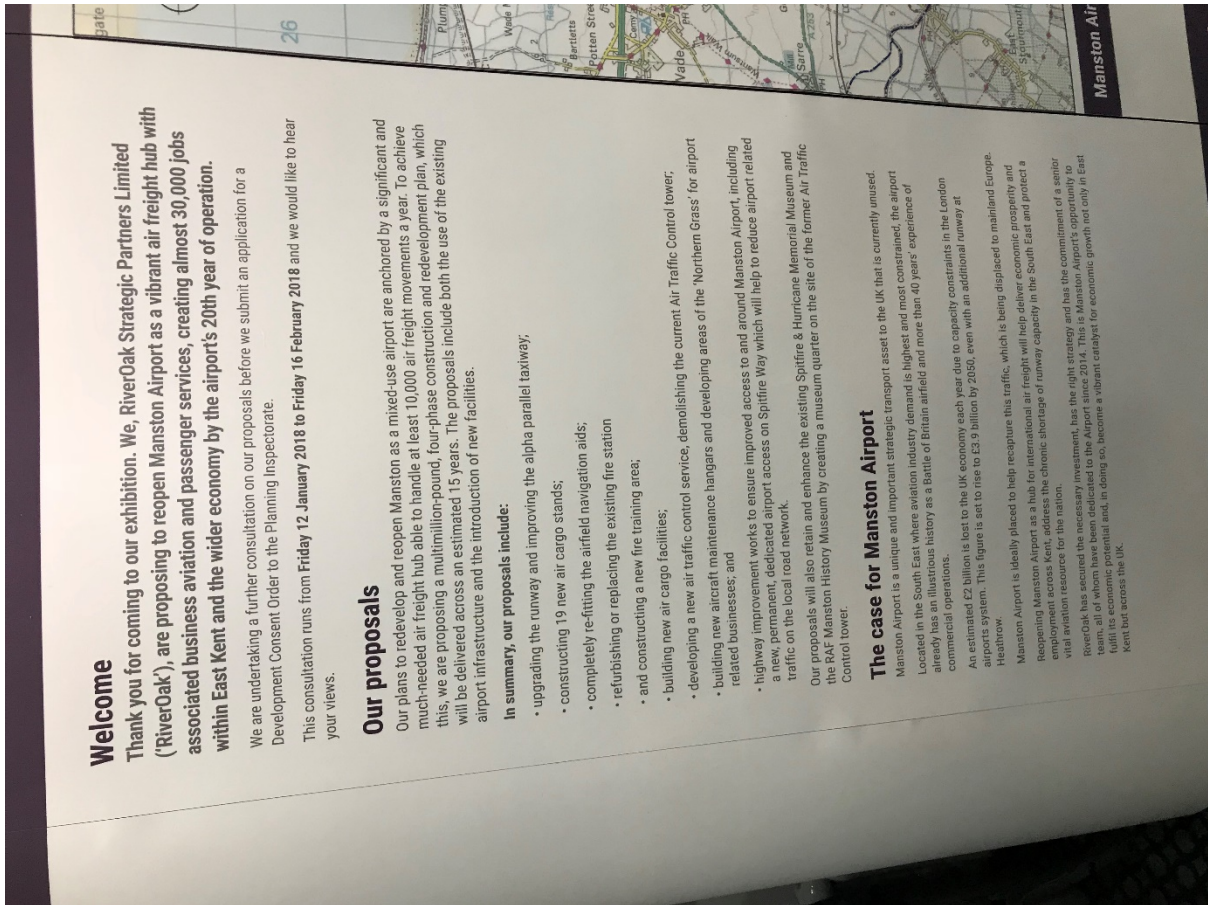 Welcome
Thank you for coming to our exhibition. We, RiverOak Strategic Partners Limited
('RiverOak'), are proposing to reopen Manston Airport as a vibrant air freight hub with
associated business aviation and passenger services, creating almost 30,000 jobs
within East Kent and the wider economy by the airport's 20th year of operation.
We are undertaking a further consultation on our proposals before we submit an application for a
Development Consent Order to the Planning Inspectorate.
This consultation runs from Friday 12 January 2018 to Friday 16 February 2018 and we would like to hear
your views.
Our proposals
Our plans to redevelop and reopen Manston as a mixed-use airport are anchored by a significant and
much-needed air freight hub able to handle at least 10,000 air freight movements a year. To achieve
this, we are proposing a multimillion-pound, four-phase construction and redevelopment plan, which
will be delivered across an estimated 15 years. The proposals include both the use of the existing
airport infrastructure and the introduction of new facilities.
In summary, our proposals include:
• upgrading the runway and improving the alpha parallel taxiway;
• constructing 19 new air cargo stands;
• completely re-fitting the airfield navigation aids;
• refurbishing or replacing the existing fire station
• and constructing a new fire training area;
• building new air cargo facilities;
• developing a new air traffic control service, demolishing the current Air Traffic Control tower;
• building new aircraft maintenance hangars and developing areas of the 'Northern Grass' for airport
related businesses; and
• highway improvement works to ensure improved access to and around Manston Airport, including
a new, permanent, dedicated airport access on Spitfire Way which will help to reduce airport related
traffic on the local road network.
Our proposals will also retain and enhance the existing Spitfire & Hurricane Memorial Museum and
the RAF Manston History Museum by creating a museum quarter on the site of the former Air Traffic
Control tower.
The case for Manston Airport
Manston Airport is a unique and important strategic transport asset to the UK that is currently unused.
Located in the South East where aviation industry demand is highest and most constrained, the airport
already has an illustrious history as a Battle of Britain airfield and more than 40 years' experience of
commercial operations.
An estimated £2 billion is lost to the UK economy each year due to capacity constraints in the London
airports system. This figure is set to rise to £3.9 billion by 2050, even with an additional runway at
Heathrow.
Manston Airport is ideally placed to help recapture this traffic, which is being displaced to mainland Europe.
Reopening Manston Airport as a hub for international air freight will help deliver economic prosperity and
employment across Kent, address the chronic shortage of runway capacity in the South East and protect a
vital aviation resource for the nation.
RiverOak has secured the necessary investment, has the right strategy and has the commitment of a senior
team, all of whom have been dedicated to the Airport since 2014. This is Manston Airport's opportunity to
fulfil its economic potential and, in doing so, become a vibrant catalyst for economic growth not only in East
Kent but across the UK.
gate
26
Plum
Wade
Bartletts
Potten Stre
Cemy
PH
Vade
Wantsum Walk
Sarre
PH
A 253
East
Stourmouth
Manston Air